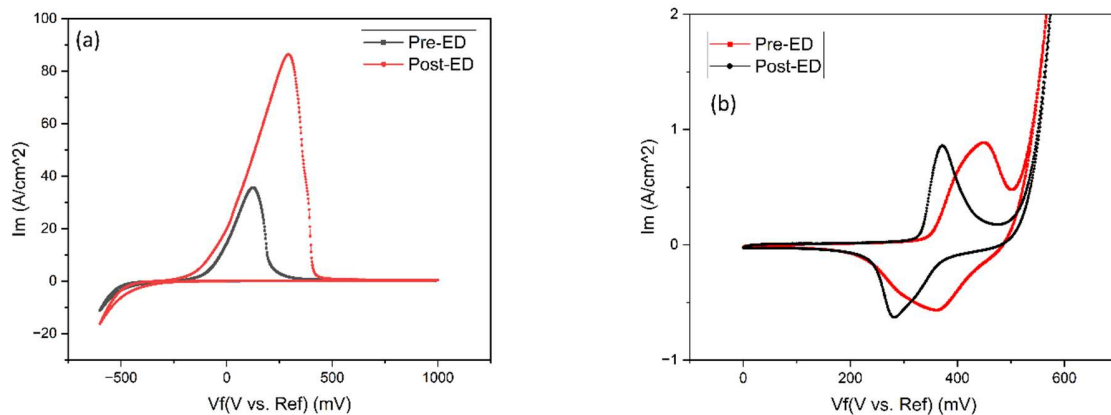 (a)
Pre-ED
Post-ED
Im (A/cm^2)
100
80
60
40
20
0
−20
−500
0
500
1000
Vf(V vs. Ref) (mV)
(b)
Pre-ED
Post-ED
Im (A/cm^2)
2
1
0
−1
0
200
400
600
Vf(V vs. Ref) (mV)